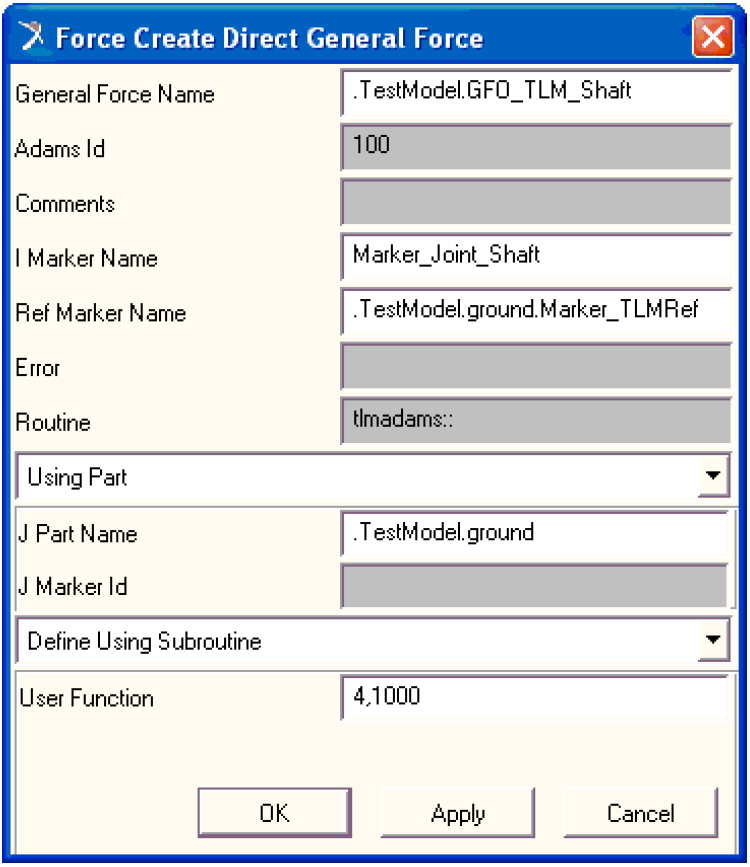 Force Create Direct General Force
General Force Name .TestModel.GFO_TLM_Shaft
Adams Id 100
Comments
I Marker Name Marker_Joint_Shaft
Ref Marker Name .TestModel.ground.Marker_TLMRef
Error
Routine tlmadams::
Using Part
J Part Name .TestModel.ground
J Marker Id
Define Using Subroutine
User Function 4,1000
OK Apply Cancel